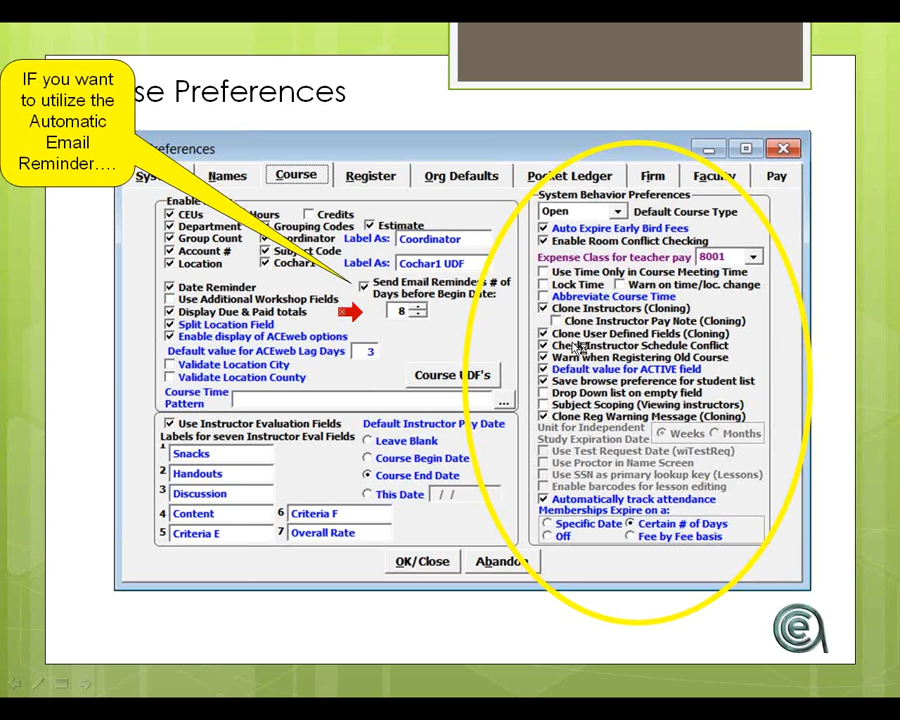 IF you want
to utilize the
Automatic
Email
Reminder….
se Preferences
references
Names
Course
Register
Org Defaults
Pocket Ledger
Firm
Faculty
Pay
CEUs
Hours
Credits
Department
Grouping Codes
Estimate
Group Count
Label As: Coordinator
Account #
Subject Code
Location
Cochar1
Label As: Cochar1 UDF
Date Reminder
Send Email Reminders # of
Days before Begin Date:
8
Use Additional Workshop Fields
Display Due & Paid totals
Split Location Field
Enable display of ACEweb options
Default value for ACEweb Lag Days 3
Validate Location City
Validate Location County
Course UDF's
Course Time
Pattern
...
Use Instructor Evaluation Fields
Labels for seven Instructor Eval Fields
1 Snacks
2 Handouts
3 Discussion
4 Content
5 Criteria E
6 Criteria F
7 Overall Rate
Default Instructor Pay Date
Leave Blank
Course Begin Date
Course End Date
This Date / /
OK/Close
Abandon
System Behavior Preferences
Open Default Course Type
Auto Expire Early Bird Fees
Enable Room Conflict Checking
Expense Class for teacher pay 8001
Use Time Only in Course Meeting Time
Lock Time Warn on time/loc. change
Abbreviate Course Time
Clone Instructors (Cloning)
Clone Instructor Pay Note (Cloning)
Clone User Defined Fields (Cloning)
Check Instructor Schedule Conflict
Warn when Registering Old Course
Default value for ACTIVE field
Save browse preference for student list
Drop Down list on empty field
Subject Scoping (Viewing instructors)
Clone Reg Warning Message (Cloning)
Unit for Independent
Study Expiration Date Weeks Months
Use Test Request Date (wiTestReq)
Use Proctor in Name Screen
Use SSN as primary lookup key (Lessons)
Enable barcodes for lesson editing
Automatically track attendance
Memberships Expire on a:
Specific Date Certain # of Days
Off Fee by Fee basis